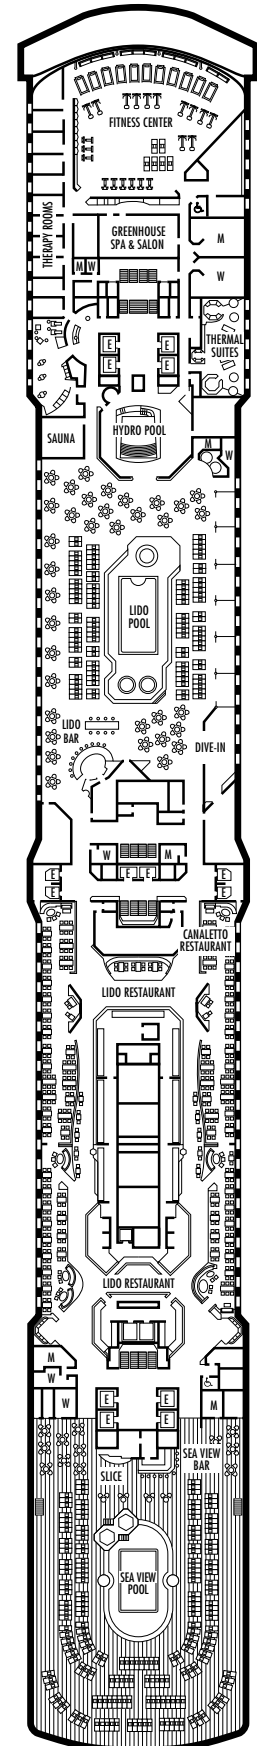 FITNESS CENTER
THERAPY ROOMS
GREENHOUSE
SPA & SALON
M
M W
W
E
E
E
E
THERMAL
SUITES
HYDRO POOL
SAUNA
M
W
LIDO
POOL
LIDO
BAR
DIVE-IN
W
M
E
E
E
E
E
E
CANALETTO
RESTAURANT
LIDO RESTAURANT
LIDO RESTAURANT
M
W
W
E
E
E
E
M
SEA VIEW
BAR
SLICE
SEA VIEW
POOL